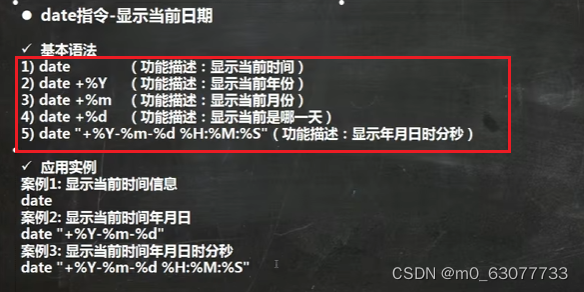 ● date指令-显示当前日期
✓ 基本语法
1) date （功能描述：显示当前时间）
2) date +%Y （功能描述：显示当前年份）
3) date +%m （功能描述：显示当前月份）
4) date +%d （功能描述：显示当前是哪一天）
5) date "+%Y-%m-%d %H:%M:%S"（功能描述：显示年月日时分秒）
✓ 应用实例
案例1: 显示当前时间信息
date
案例2: 显示当前时间年月日
date "+%Y-%m-%d"
案例3: 显示当前时间年月日时分秒
date "+%Y-%m-%d %H:%M:%S"
CSDN @m0_63077733